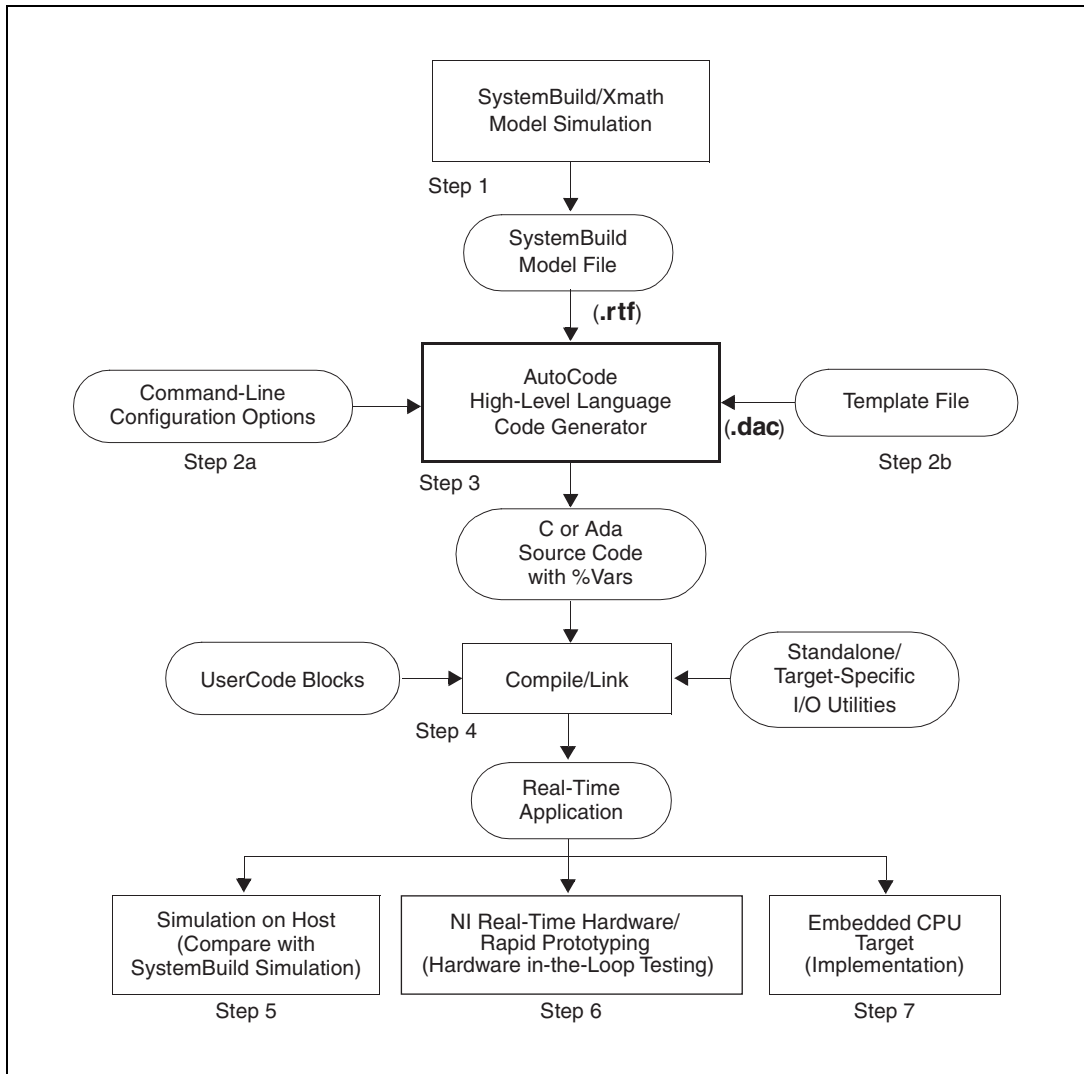 SystemBuild/Xmath
Model Simulation
Step 1
SystemBuild
Model File
(.rtf)
Command-Line
Configuration Options
Step 2a
AutoCode
High-Level Language
Code Generator
(.dac)
Template File
Step 2b
Step 3
C or Ada
Source Code
with %Vars
UserCode Blocks
Compile/Link
Standalone/
Target-Specific
I/O Utilities
Step 4
Real-Time
Application
Simulation on Host
(Compare with
SystemBuild Simulation)
Step 5
NI Real-Time Hardware/
Rapid Prototyping
(Hardware in-the-Loop Testing)
Step 6
Embedded CPU
Target
(Implementation)
Step 7